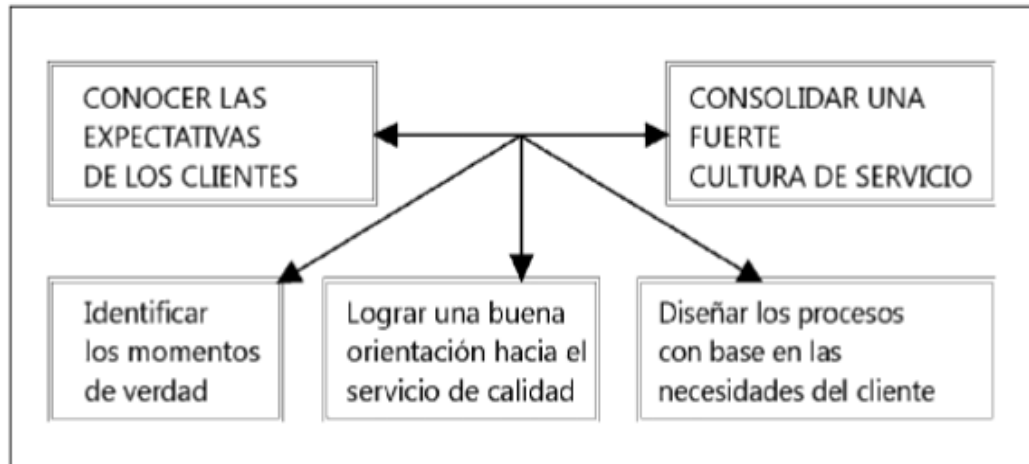 CONOCER LAS
EXPECTATIVAS
DE LOS CLIENTES
CONSOLIDAR UNA
FUERTE
CULTURA DE SERVICIO
Identificar
los momentos
de verdad
Lograr una buena
orientación hacia el
servicio de calidad
Diseñar los procesos
con base en las
necesidades del cliente